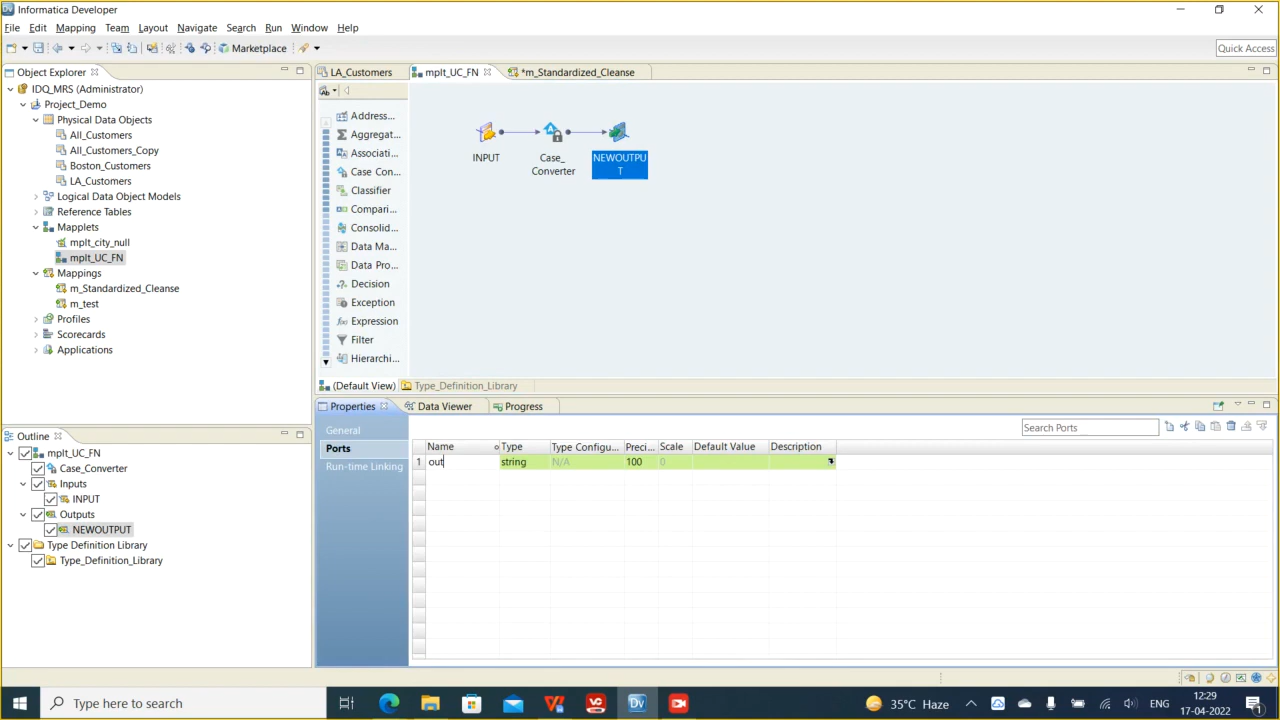 Informatica Developer
File Edit Mapping Team Layout Navigate Search Run Window Help
Marketplace
Quick Access
Object Explorer
IDQ_MRS (Administrator)
Project_Demo
Physical Data Objects
All_Customers
All_Customers_Copy
Boston_Customers
LA_Customers
Logical Data Object Models
Reference Tables
Mapplets
mplt_city_null
mplt_UC_FN
Mappings
m_Standardized_Cleanse
m_test
Profiles
Scorecards
Applications
Outline
mplt_UC_FN
Case_Converter
Inputs
INPUT
Outputs
NEWOUTPUT
Type Definition Library
Type_Definition_Library
LA_Customers
mplt_UC_FN
*m_Standardized_Cleanse
Ab
Address...
Aggregat...
Associati...
Case Con...
Classifier
Compari...
Consolid...
Data Ma...
Data Pro...
Decision
Exception
Expression
Filter
Hierarchi...
INPUT
Case_
Converter
NEWOUTPU
T
(Default View) Type_Definition_Library
Properties Data Viewer Progress
General
Ports
Run-time Linking
Search Ports
Name Type Type Configu... Preci... Scale Default Value Description
1 out string N/A 100 0
Type here to search
Dv
35°C Haze
ENG
12:29
17-04-2022
1